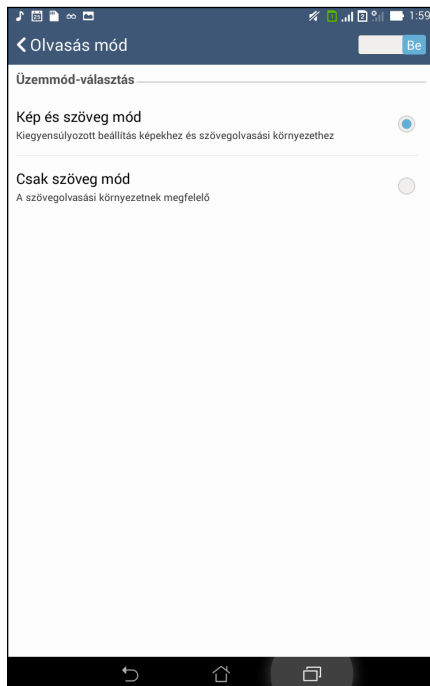 1:59
Olvasás mód
Be
Üzemmód-választás
Kép és szöveg mód
Kiegyensúlyozott beállítás képekhez és szövegolvasási környezethez
Csak szöveg mód
A szövegolvasási környezetnek megfelelő